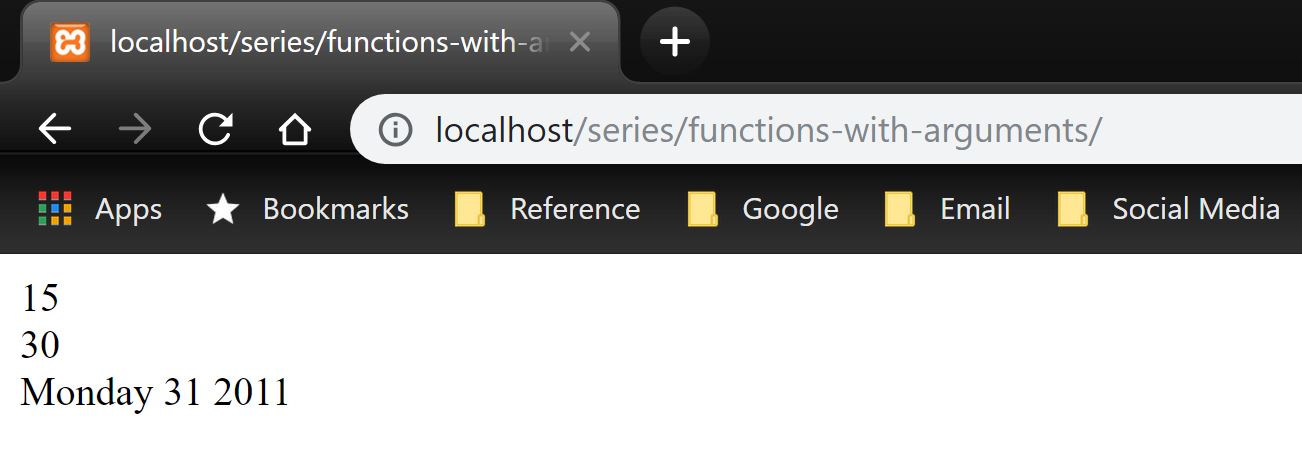 localhost/series/functions-with-a
localhost/series/functions-with-arguments/
Apps Bookmarks Reference Google Email Social Media
15
30
Monday 31 2011